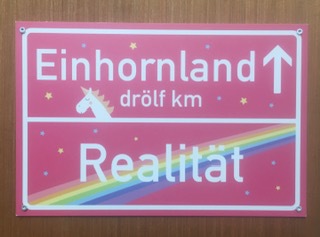 Einhornland
drölf km
Realität